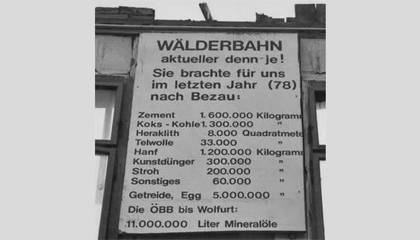 WÄLDERBAHN
aktueller denn je!
Sie brachte für uns
im letzten Jahr (78)
nach Bezau:
Zement 1.600.000 Kilogramm
Koks - Kohle 1.300.000 "
Heraklith 8.000 Quadratmete
Telwolle 33.000 "
Hanf 1.200.000 Kilogramm
Kunstdünger 300.000 "
Stroh 200.000 "
Sonstiges 60.000 "
Getreide, Egg 5.000.000 "
Die ÖBB bis Wolfurt:
11.000.000 Liter Mineralöle